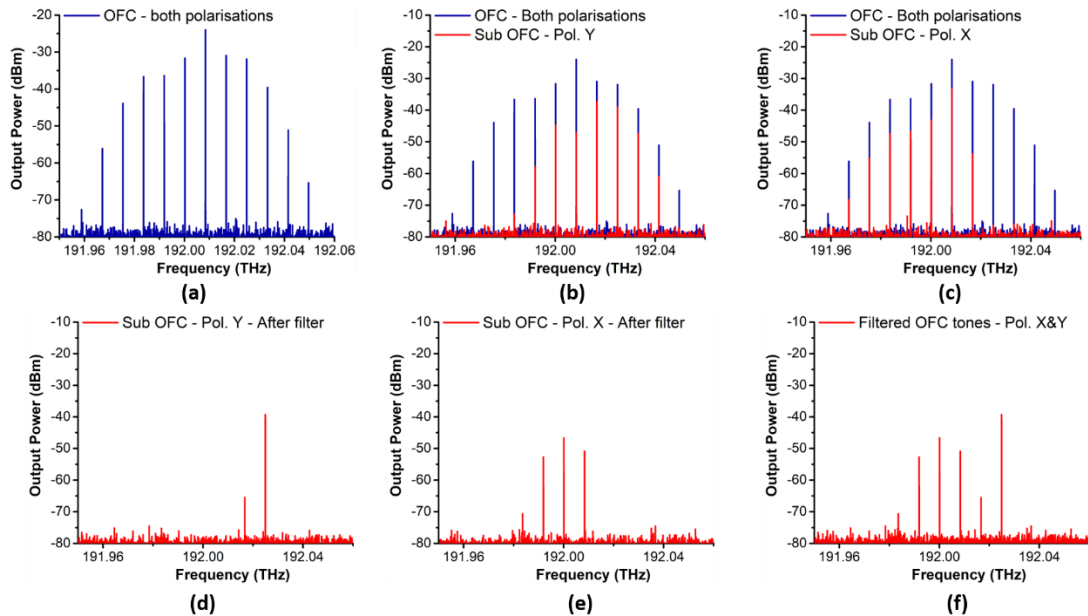 OFC - both polarisations
Output Power (dBm)
-20
-30
-40
-50
-60
-70
-80
191.96 191.98 192.00 192.02 192.04 192.06
Frequency (THz)
(a)
OFC - Both polarisations
Sub OFC - Pol. Y
Output Power (dBm)
-10
-20
-30
-40
-50
-60
-70
-80
191.96 192.00 192.04
Frequency (THz)
(b)
OFC - Both polarisations
Sub OFC - Pol. X
Output Power (dBm)
-10
-20
-30
-40
-50
-60
-70
-80
191.96 192.00 192.04
Frequency (THz)
(c)
Sub OFC - Pol. Y - After filter
Output Power (dBm)
-10
-20
-30
-40
-50
-60
-70
-80
191.96 192.00 192.04
Frequency (THz)
(d)
Sub OFC - Pol. X - After filter
Output Power (dBm)
-10
-20
-30
-40
-50
-60
-70
-80
191.96 192.00 192.04
Frequency (THz)
(e)
Filtered OFC tones - Pol. X&Y
Output Power (dBm)
-10
-20
-30
-40
-50
-60
-70
-80
191.96 192.00 192.04
Frequency (THz)
(f)